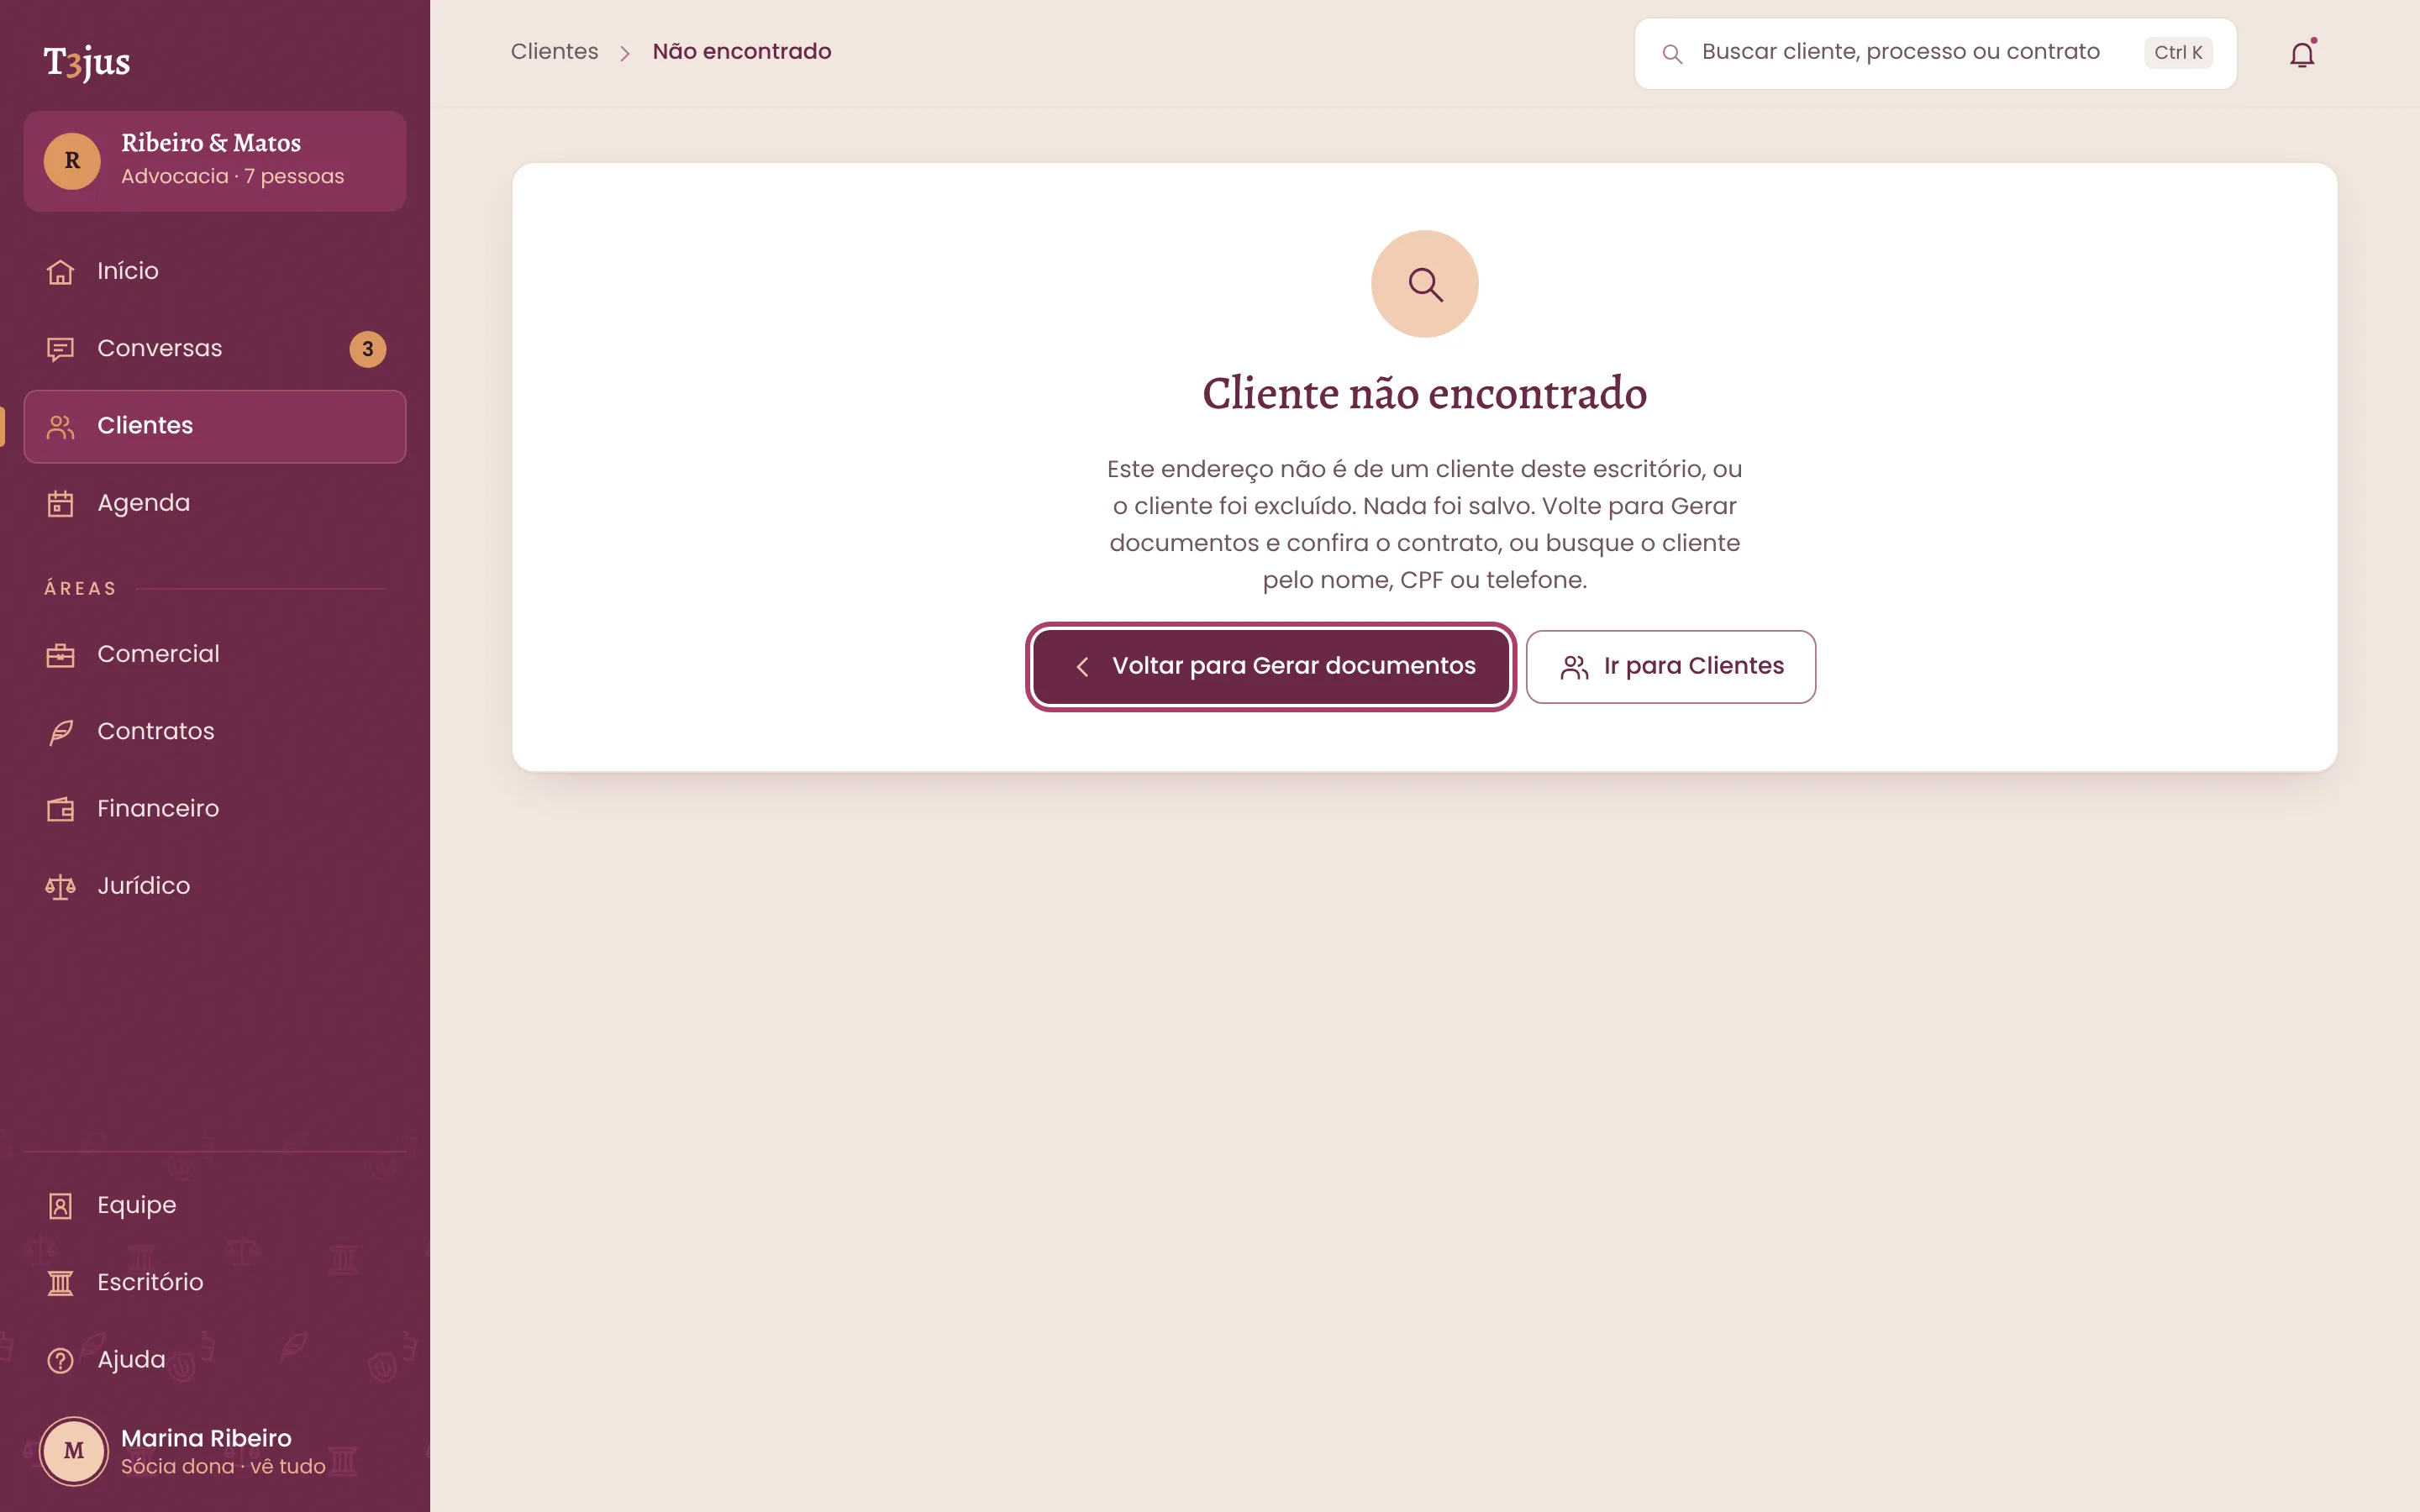 T3jus
R
Ribeiro & Matos
Advocacia · 7 pessoas
Início
Conversas
3
Clientes
Agenda
ÁREAS
Comercial
Contratos
Financeiro
Jurídico
Equipe
Escritório
Ajuda
M
Marina Ribeiro
Sócia dona · vê tudo
Clientes
Não encontrado
Buscar cliente, processo ou contrato
Ctrl K
Cliente não encontrado
Este endereço não é de um cliente deste escritório, ou
o cliente foi excluído. Nada foi salvo. Volte para Gerar
documentos e confira o contrato, ou busque o cliente
pelo nome, CPF ou telefone.
Voltar para Gerar documentos
Ir para Clientes